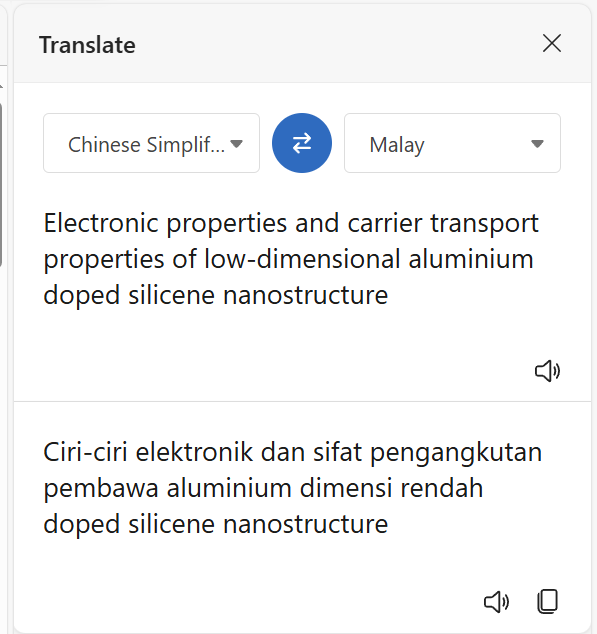 Translate
Chinese Simplif...
Malay
Electronic properties and carrier transport
properties of low-dimensional aluminium
doped silicene nanostructure
Ciri-ciri elektronik dan sifat pengangkutan
pembawa aluminium dimensi rendah
doped silicene nanostructure